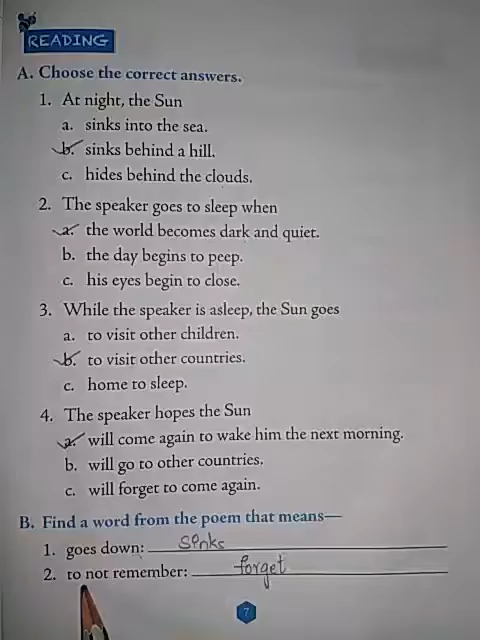 READING
A. Choose the correct answers.
1. At night, the Sun
a. sinks into the sea.
b. sinks behind a hill.
c. hides behind the clouds.
2. The speaker goes to sleep when
a. the world becomes dark and quiet.
b. the day begins to peep.
c. his eyes begin to close.
3. While the speaker is asleep, the Sun goes
a. to visit other children.
b. to visit other countries.
c. home to sleep.
4. The speaker hopes the Sun
a. will come again to wake him the next morning.
b. will go to other countries.
c. will forget to come again.
B. Find a word from the poem that means—
1. goes down: sinks
2. to not remember: forget
7